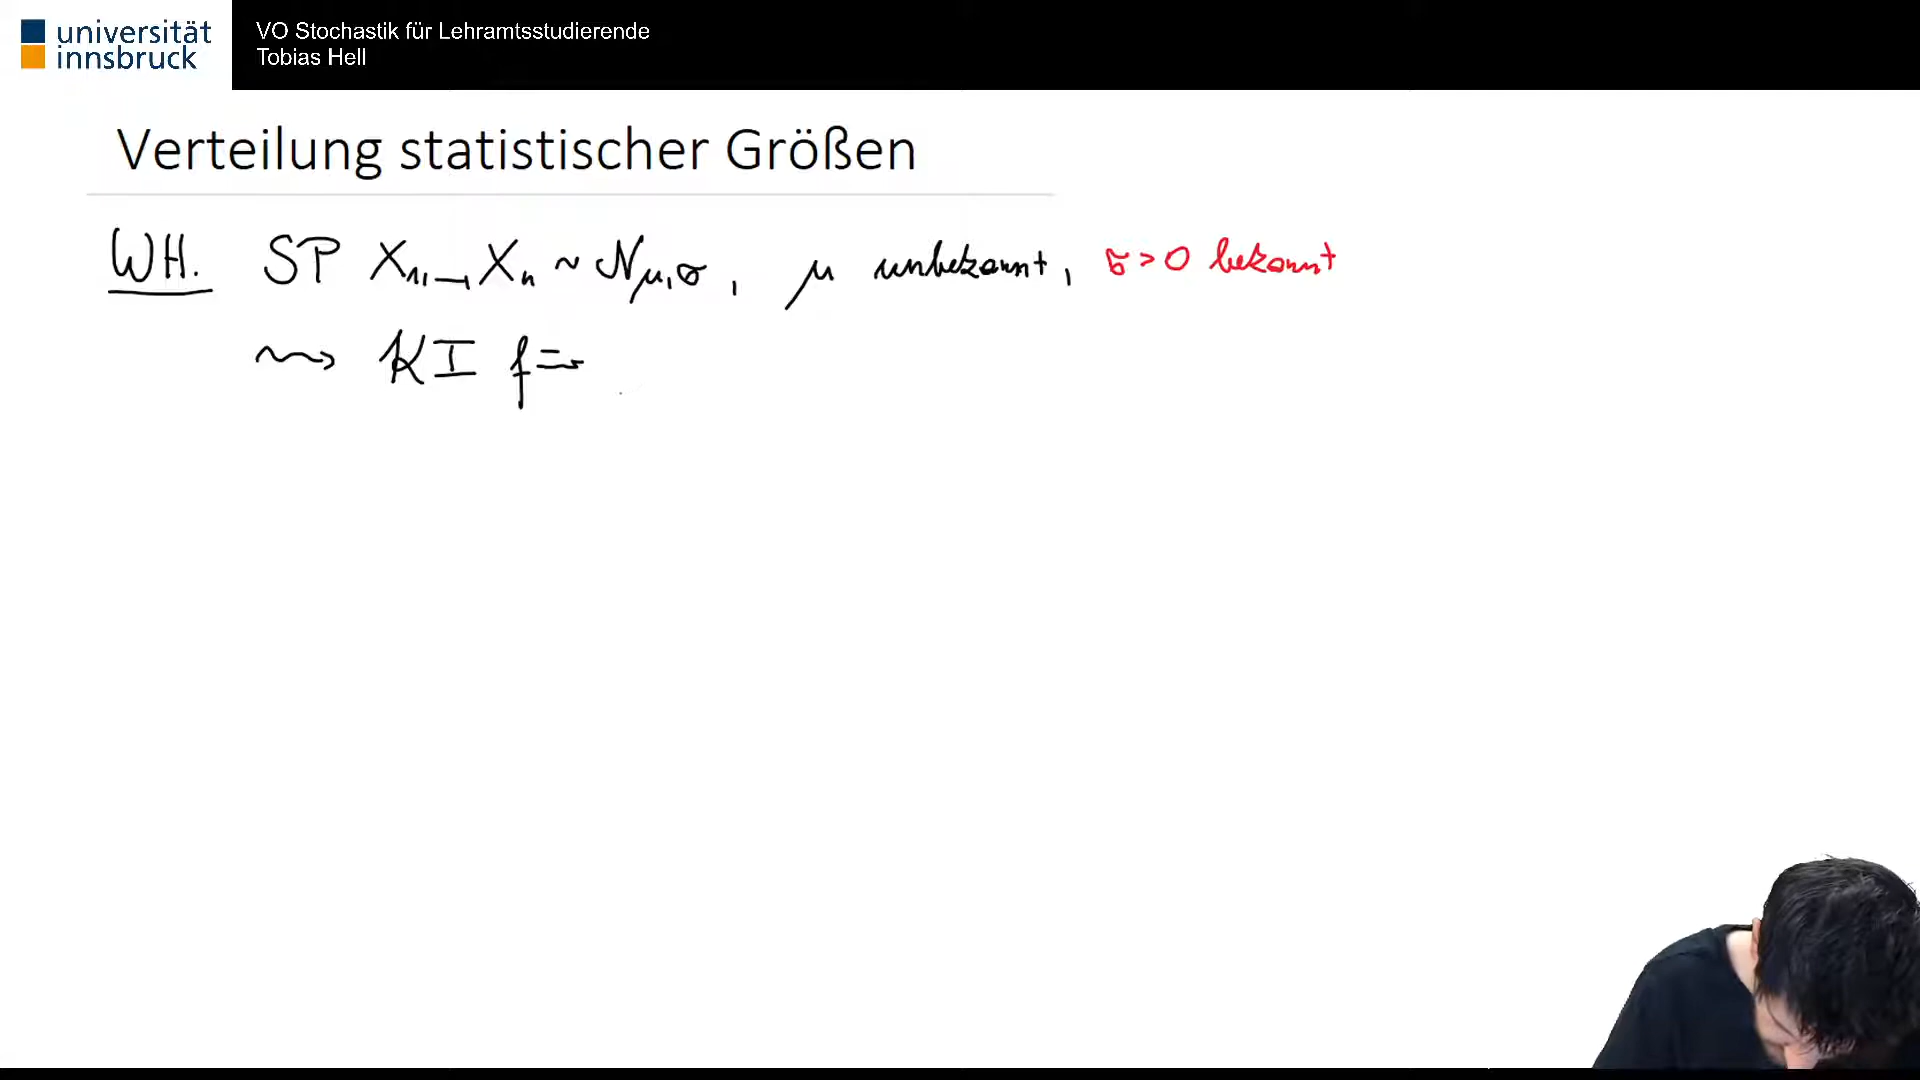 universität
innsbruck
VO Stochastik für Lehramtsstudierende
Tobias Hell
Verteilung statistischer Größen
WH. SP X₁,…,Xₙ ~ N_μ,σ, μ unbekannt, σ>0 bekannt
⇝ KI für